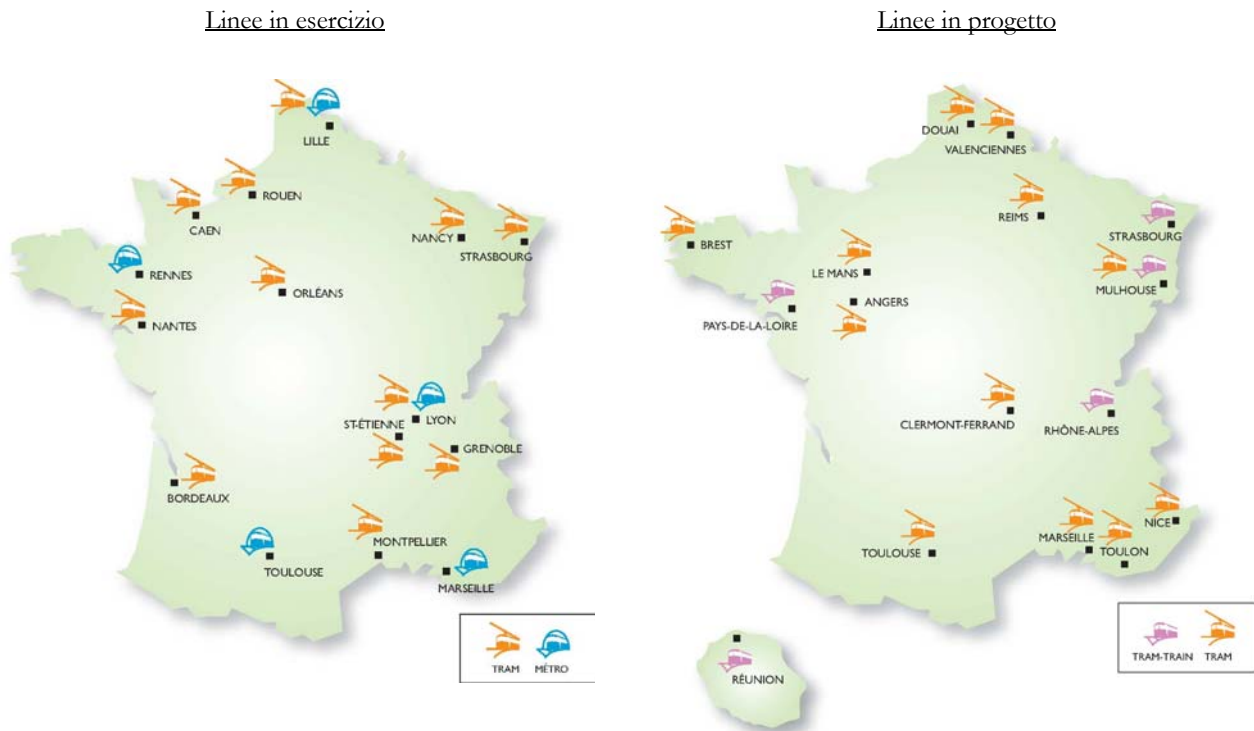 Linee in esercizio
LILLE
ROUEN
CAEN
NANCY
STRASBOURG
RENNES
ORLÉANS
NANTES
ST-ÉTIENNE
LYON
GRENOBLE
BORDEAUX
MONTPELLIER
TOULOUSE
MARSEILLE
TRAM MÉTRO
Linee in progetto
DOUAI
VALENCIENNES
REIMS
STRASBOURG
BREST
LE MANS
MULHOUSE
ANGERS
PAYS-DE-LA-LOIRE
CLERMONT-FERRAND
RHÔNE-ALPES
NICE
MARSEILLE
TOULOUSE
TOULON
TRAM-TRAIN TRAM
RÉUNION